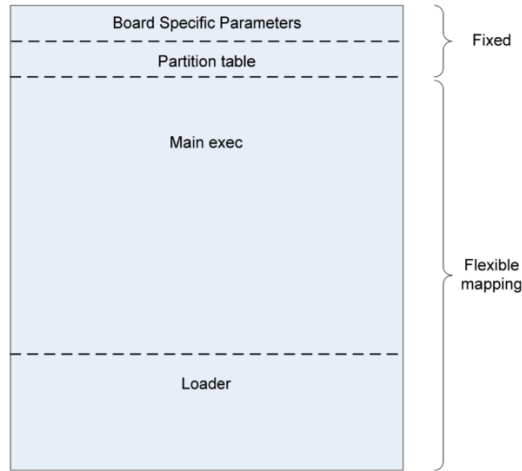 Board Specific Parameters
Fixed
Partition table
Main exec
Flexible
mapping
Loader